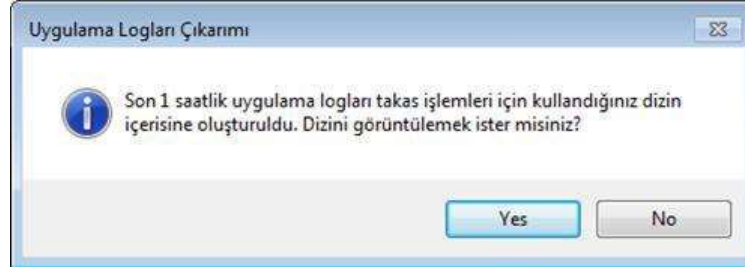 Uygulama Logları Çıkarımı
Son 1 saatlik uygulama logları takas işlemleri için kullandığınız dizin
içerisine oluşturuldu. Dizini görüntülemek ister misiniz?
Yes
No